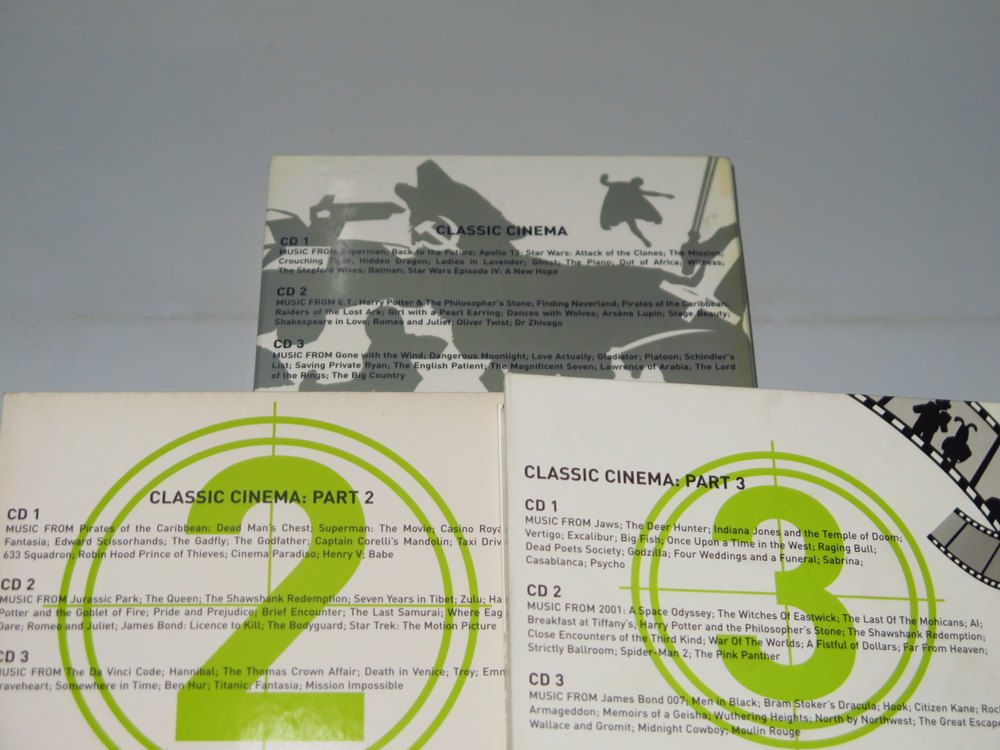 CLASSIC CINEMA
CD 1
MUSIC FROM Superman; Back to the Future; Apollo 13; Star Wars: Attack of the Clones; The Mission;
Crouching Tiger, Hidden Dragon; Ladies in Lavender; Ghost; The Piano; Out of Africa; Witness;
The Stepford Wives; Batman; Star Wars Episode IV: A New Hope
CD 2
MUSIC FROM E.T.; Harry Potter & The Philosopher's Stone; Finding Neverland; Pirates of the Caribbean;
Raiders of the Lost Ark; Girl with a Pearl Earring; Dances with Wolves; Arsène Lupin; Stage Beauty;
Shakespeare in Love; Romeo and Juliet; Oliver Twist; Dr Zhivago
CD 3
MUSIC FROM Gone with the Wind; Dangerous Moonlight; Love Actually; Gladiator; Platoon; Schindler's
List; Saving Private Ryan; The English Patient; The Magnificent Seven; Lawrence of Arabia; The Lord
of the Rings; The Big Country
2
CLASSIC CINEMA: PART 2
CD 1
MUSIC FROM Pirates of the Caribbean: Dead Man's Chest; Superman: The Movie; Casino Roya
Fantasia; Edward Scissorhands; The Gadfly; The Godfather; Captain Corelli's Mandolin; Taxi Driv
633 Squadron; Robin Hood Prince of Thieves; Cinema Paradiso; Henry V; Babe
CD 2
MUSIC FROM Jurassic Park; The Queen; The Shawshank Redemption; Seven Years in Tibet; Zulu; Ha
Potter and the Goblet of Fire; Pride and Prejudice; Brief Encounter; The Last Samurai; Where Eag
Dare; Romeo and Juliet; James Bond: Licence to Kill; The Bodyguard; Star Trek: The Motion Picture
CD 3
MUSIC FROM The Da Vinci Code; Hannibal; The Thomas Crown Affair; Death in Venice; Troy; Emm
raveheart; Somewhere in Time; Ben Hur; Titanic; Fantasia; Mission Impossible
3
CLASSIC CINEMA: PART 3
CD 1
MUSIC FROM Jaws; The Deer Hunter; Indiana Jones and the Temple of Doom;
Vertigo; Excalibur; Big Fish; Once Upon a Time in the West; Raging Bull;
Dead Poets Society; Godzilla; Four Weddings and a Funeral; Sabrina;
Casablanca; Psycho
CD 2
MUSIC FROM 2001: A Space Odyssey; The Witches Of Eastwick; The Last Of The Mohicans; AI;
Breakfast at Tiffany's; Harry Potter and the Philosopher's Stone; The Shawshank Redemption;
Close Encounters of the Third Kind; War Of The Worlds; A Fistful of Dollars; Far From Heaven;
Strictly Ballroom; Spider-Man 2; The Pink Panther
CD 3
MUSIC FROM James Bond 007; Men in Black; Bram Stoker's Dracula; Hook; Citizen Kane; Roc
Armageddon; Memoirs of a Geisha; Wuthering Heights; North by Northwest; The Great Escape
Wallace and Gromit; Midnight Cowboy; Moulin Rouge